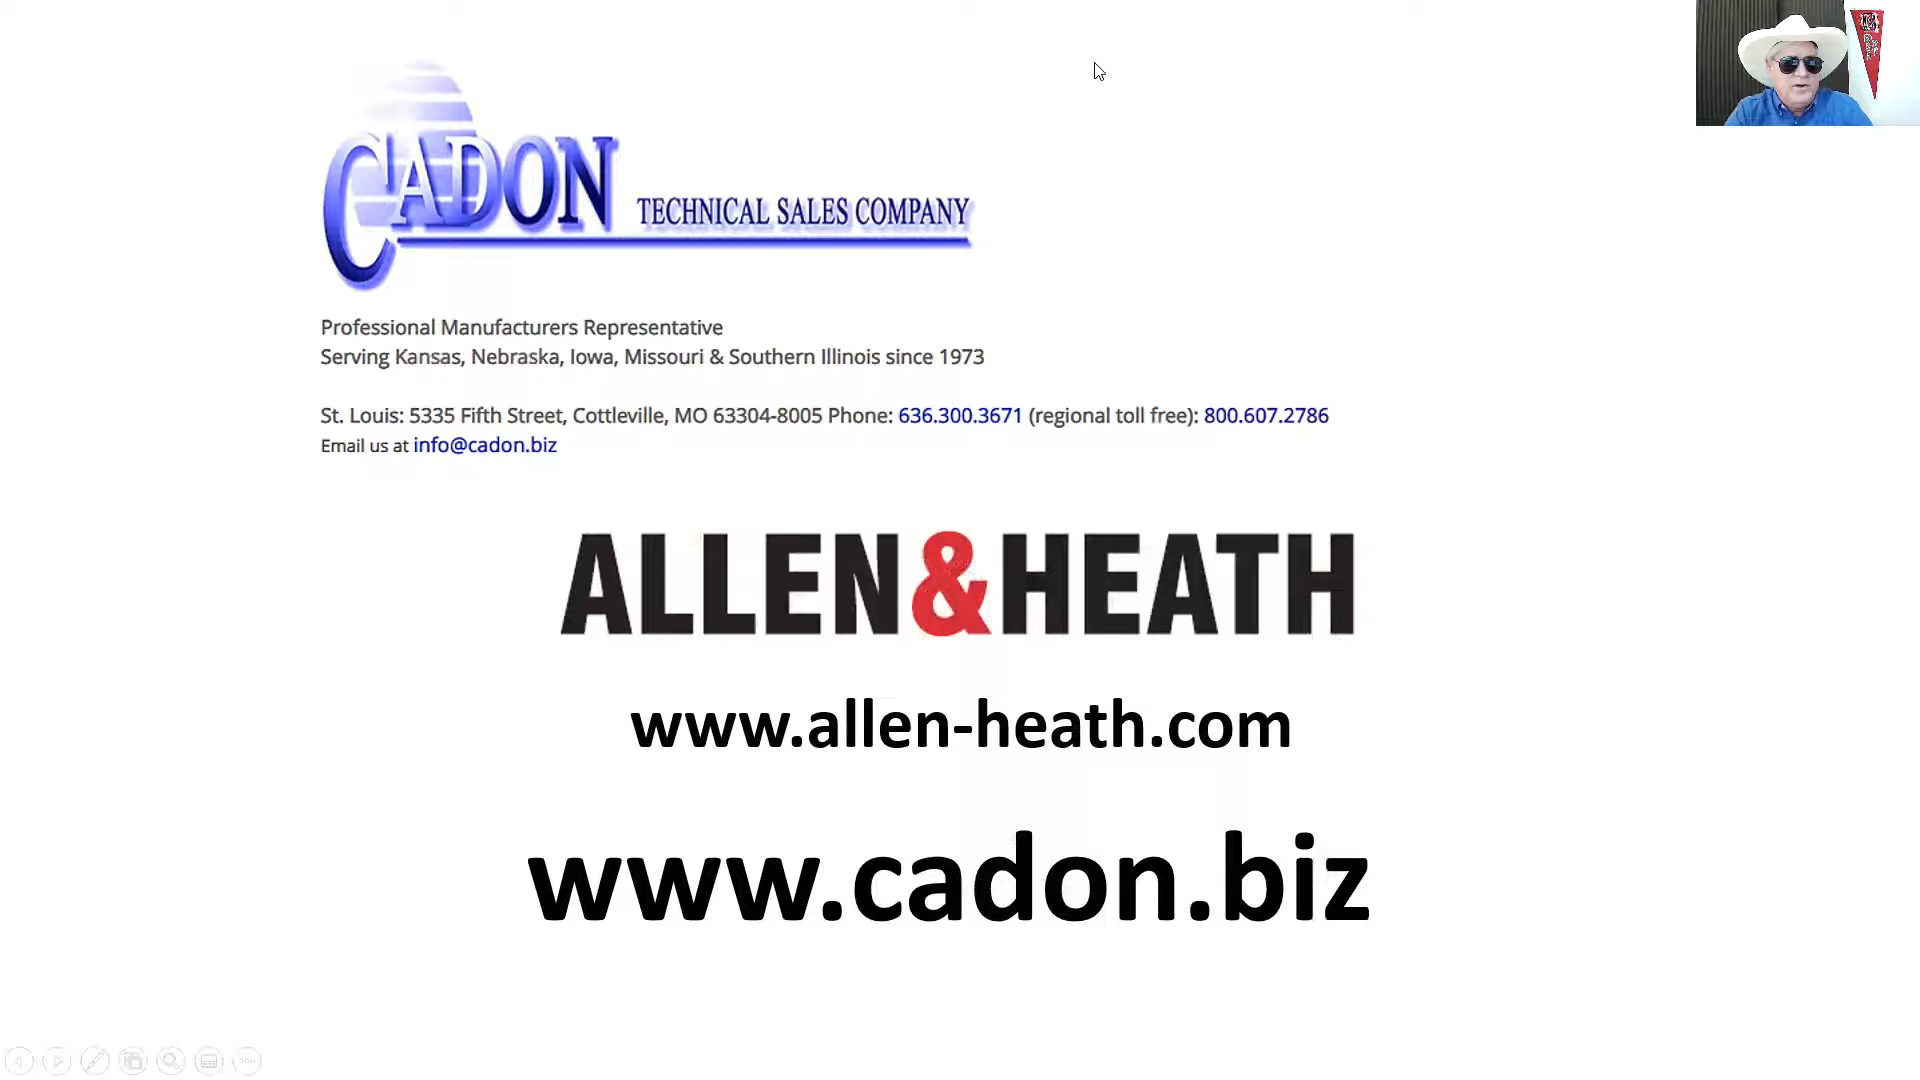 CADON TECHNICAL SALES COMPANY
Professional Manufacturers Representative
Serving Kansas, Nebraska, Iowa, Missouri & Southern Illinois since 1973
St. Louis: 5335 Fifth Street, Cottleville, MO 63304-8005 Phone: 636.300.3671 (regional toll free): 800.607.2786
Email us at info@cadon.biz
ALLEN&HEATH
www.allen-heath.com
www.cadon.biz